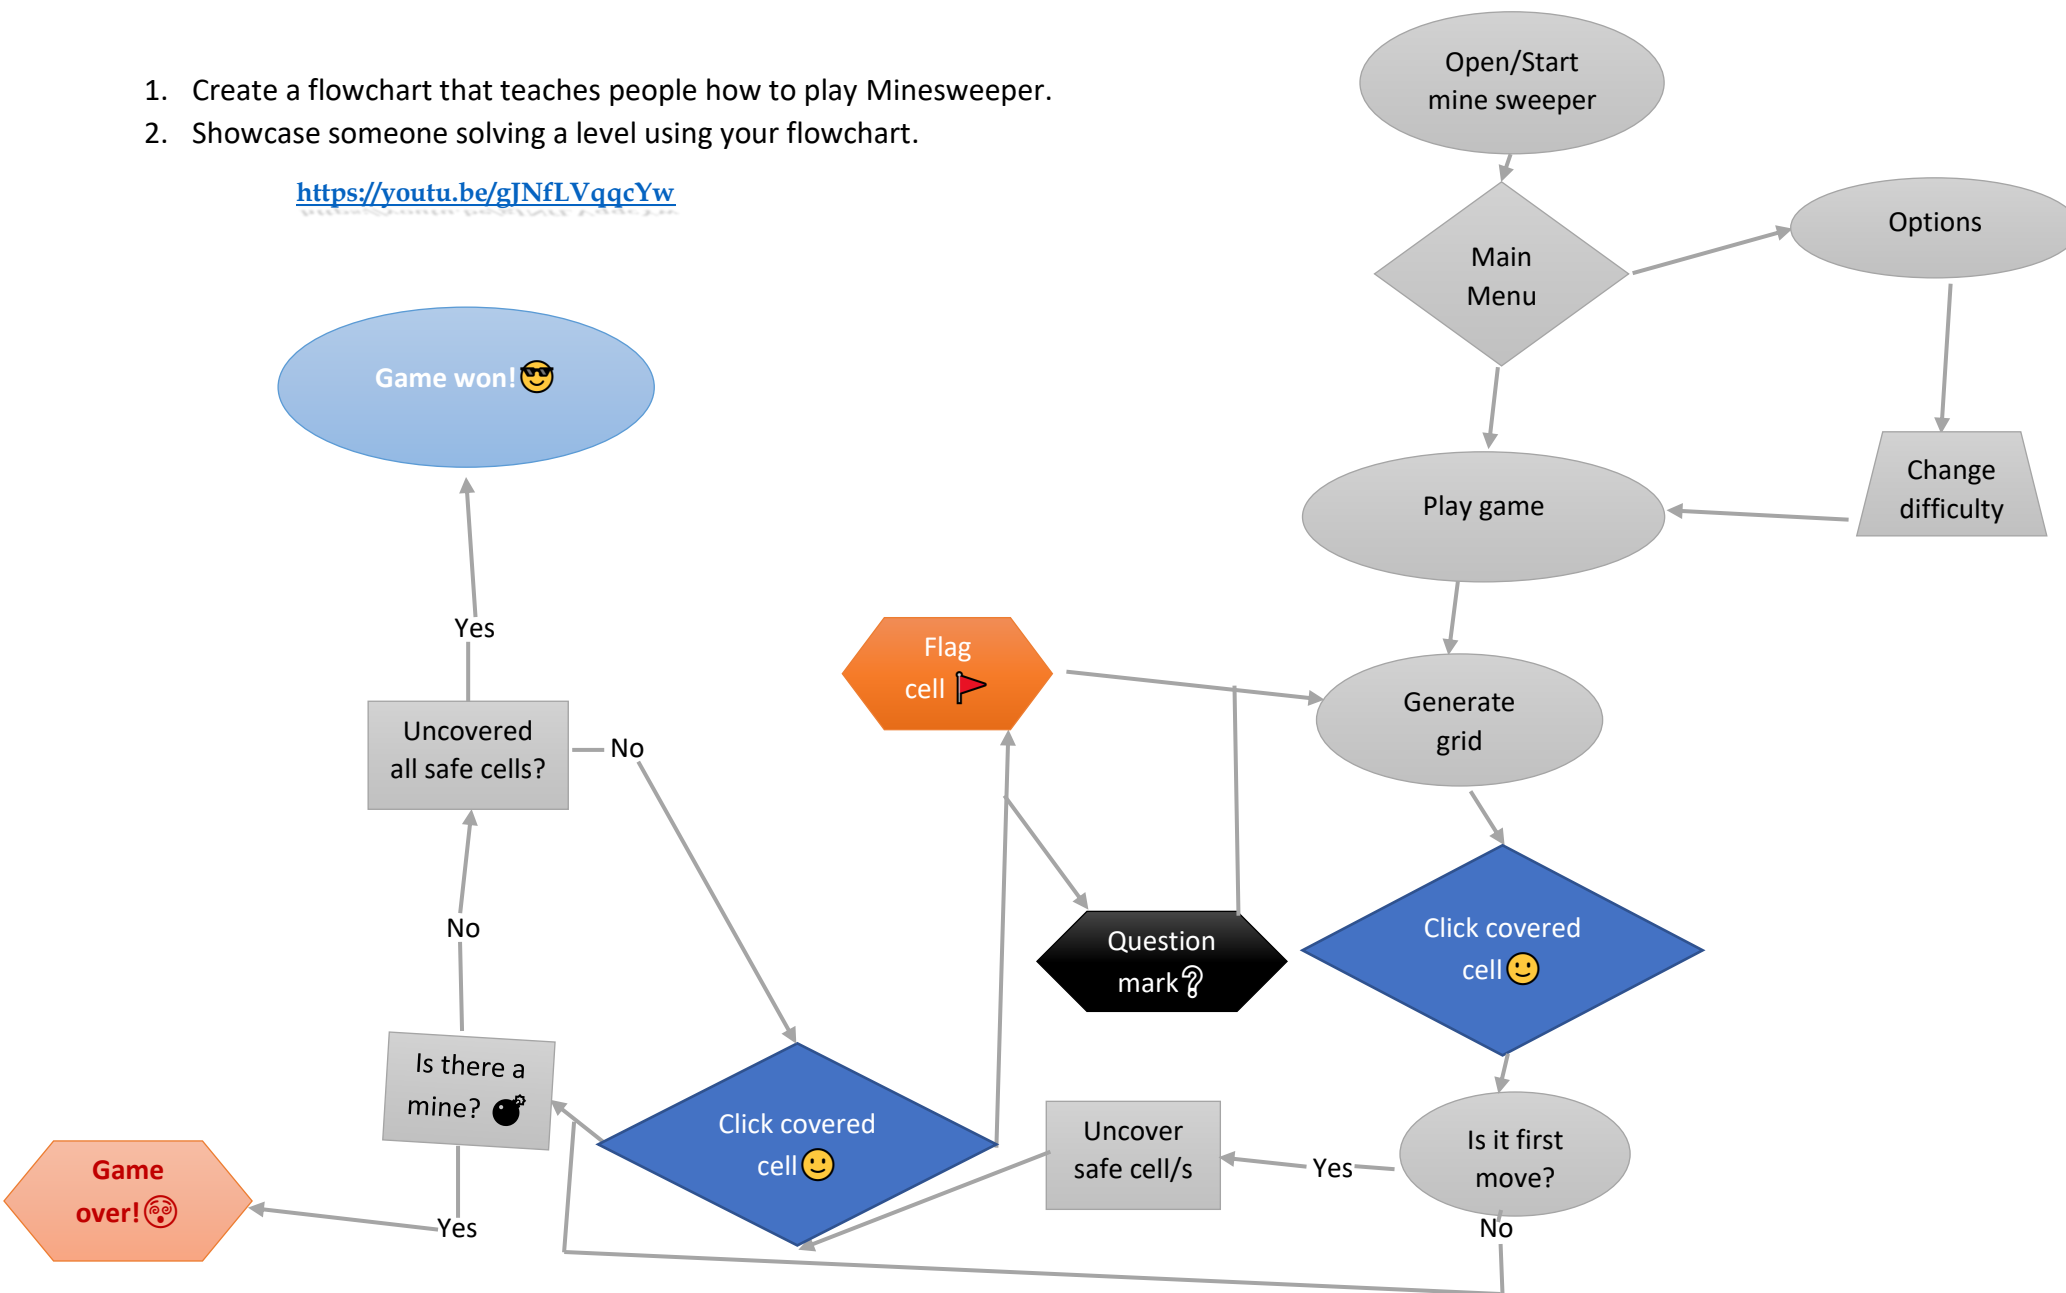 1. Create a flowchart that teaches people how to play Minesweeper.
2. Showcase someone solving a level using your flowchart.
https://youtu.be/gJNfLVqqcYw
Open/Start
mine sweeper
Main
Menu
Options
Change
difficulty
Play game
Generate
grid
Click covered
cell
Is it first
move?
Yes
No
Uncover
safe cell/s
Click covered
cell
Flag
cell
Question
mark
Is there a
mine?
Yes
Game
over!
No
Uncovered
all safe cells?
No
Yes
Game won!